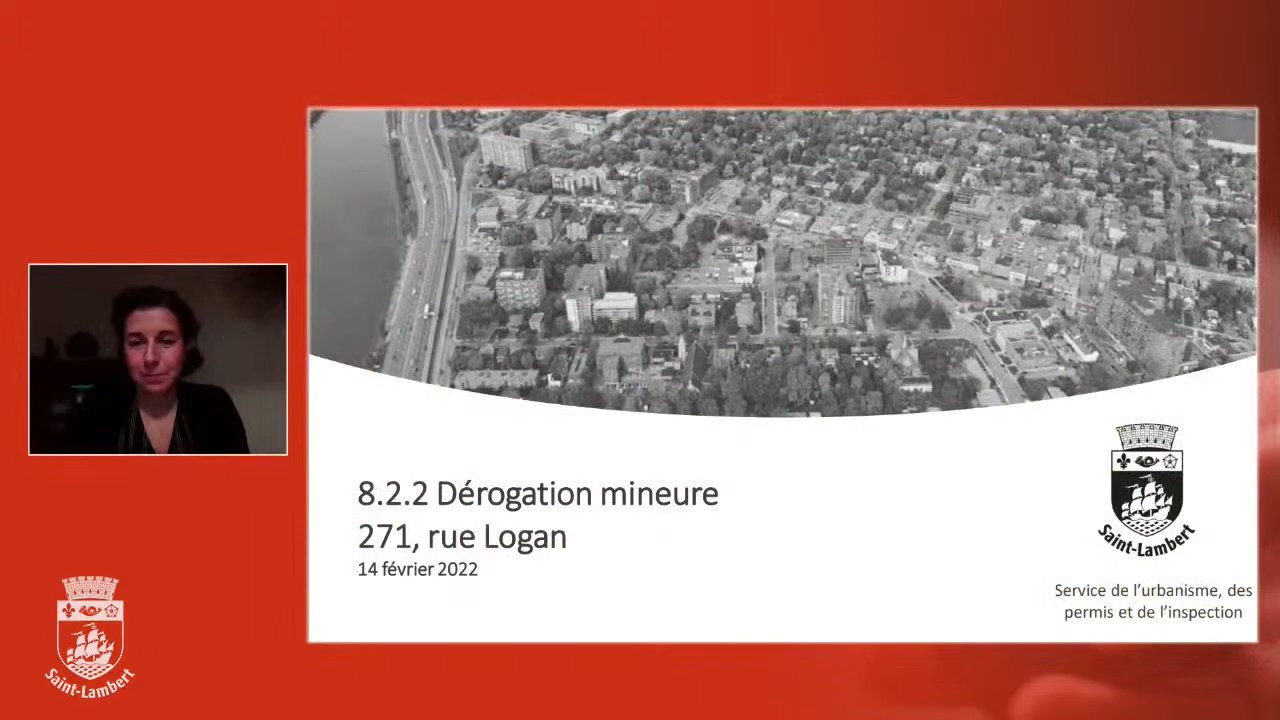 8.2.2 Dérogation mineure
271, rue Logan
14 février 2022
Saint-Lambert
Service de l'urbanisme, des
permis et de l'inspection
Saint-Lambert